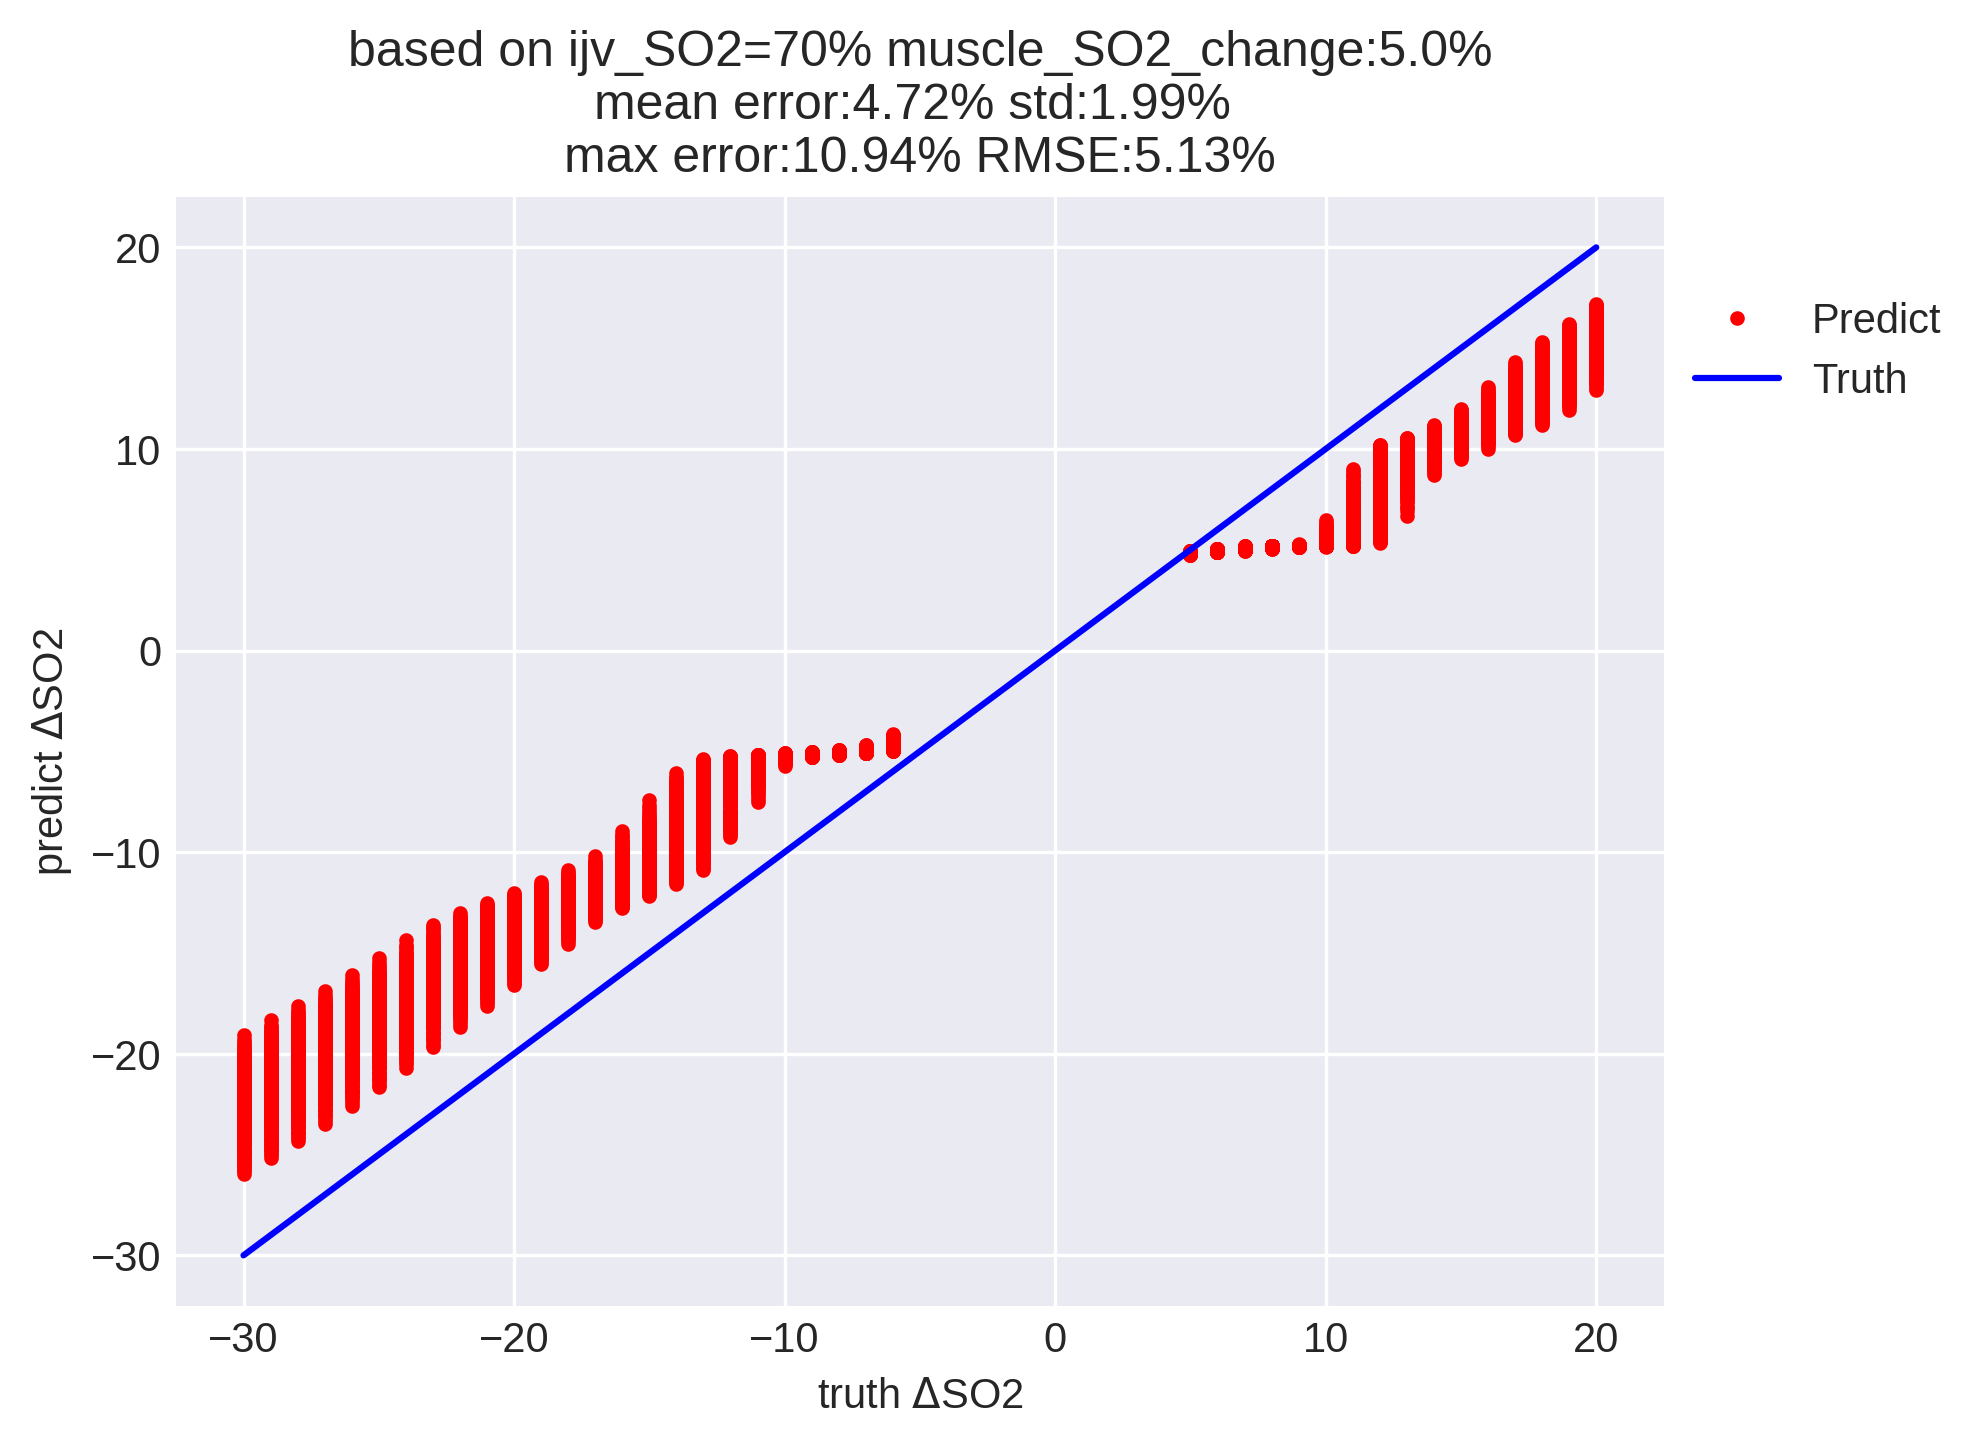 based on ijv_SO2=70% muscle_SO2_change:5.0%
mean error:4.72% std:1.99%
max error:10.94% RMSE:5.13%
20
10
0
−10
−20
−30
predict ΔSO2
−30
−20
−10
0
10
20
truth ΔSO2
Predict
Truth